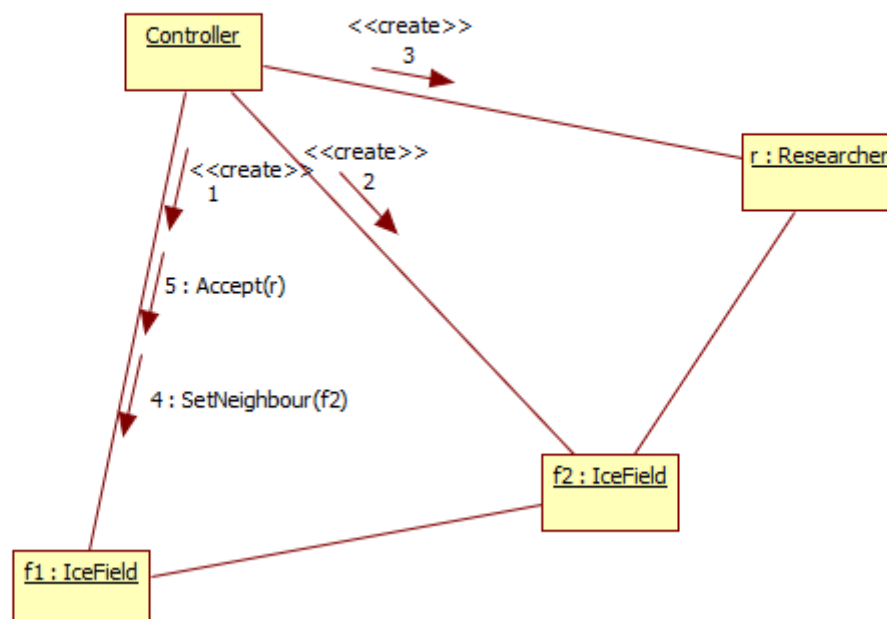 Controller
<<create>>
3
r : Researcher
<<create>>
2
<<create>>
1
5 : Accept(r)
4 : SetNeighbour(f2)
f2 : IceField
f1 : IceField